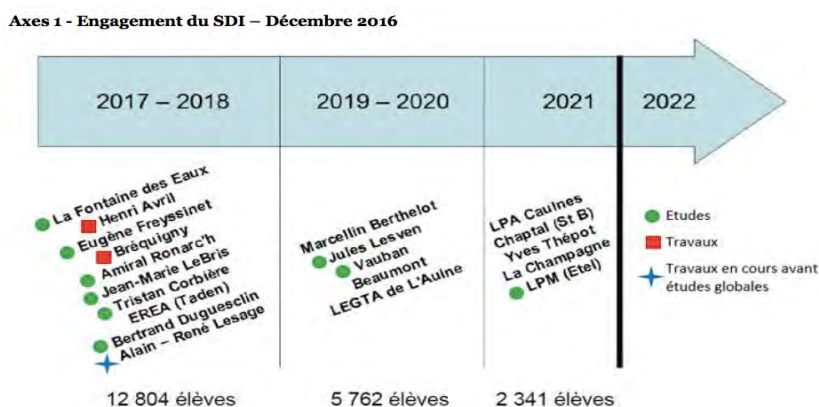 Axes 1 - Engagement du SDI – Décembre 2016
2017 – 2018
2019 – 2020
2021
2022
La Fontaine des Eaux
Henri Avril
Eugène Freyssinet
Bréquigny
Amiral Ronarc'h
Jean-Marie LeBris
Tristan Corbière
EREA (Taden)
Bertrand Duguesclin
Alain – René Lesage
Marcellin Berthelot
Jules Lesven
Vauban
Beaumont
LEGTA de L'Aulne
LPA Caulnes
Chaptal (St B)
Yves Thépot
La Champagne
LPM (Etel)
Etudes
Travaux
Travaux en cours avant
études globales
12 804 élèves
5 762 élèves
2 341 élèves